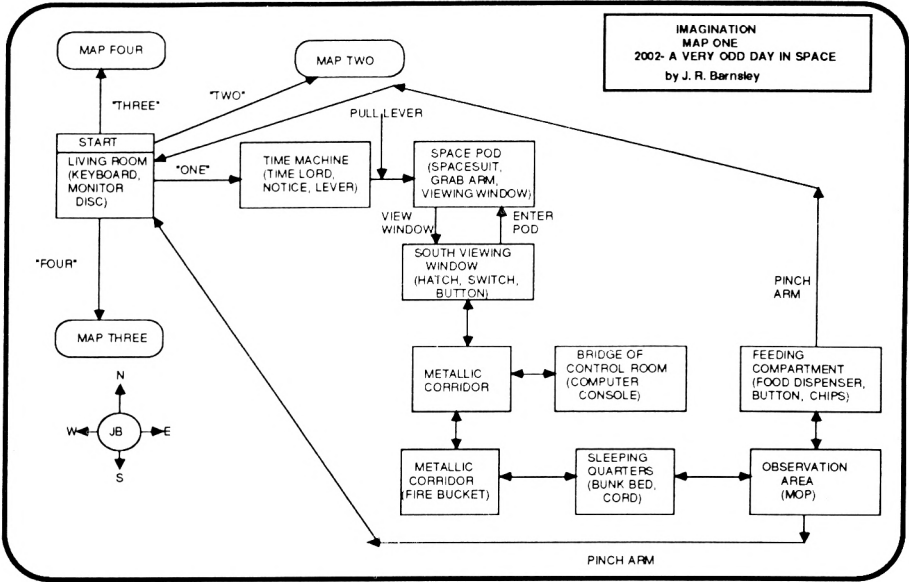 IMAGINATION
MAP ONE
2002- A VERY ODD DAY IN SPACE
by J. R. Barnsley
MAP FOUR
MAP TWO
"THREE"
"TWO"
PULL LEVER
START
LIVING ROOM
(KEYBOARD,
MONITOR
DISC)
"ONE"
TIME MACHINE
(TIME LORD,
NOTICE, LEVER)
SPACE POD
(SPACESUIT,
GRAB ARM,
VIEWING WINDOW)
VIEW
WINDOW
ENTER
POD
"FOUR"
SOUTH VIEWING
WINDOW
(HATCH, SWITCH,
BUTTON)
PINCH
ARM
MAP THREE
METALLIC
CORRIDOR
BRIDGE OF
CONTROL ROOM
(COMPUTER
CONSOLE)
FEEDING
COMPARTMENT
(FOOD DISPENSER,
BUTTON, CHIPS)
N
W
JB
E
S
METALLIC
CORRIDOR
(FIRE BUCKET)
SLEEPING
QUARTERS
(BUNK BED,
CORD)
OBSERVATION
AREA
(MOP)
PINCH ARM